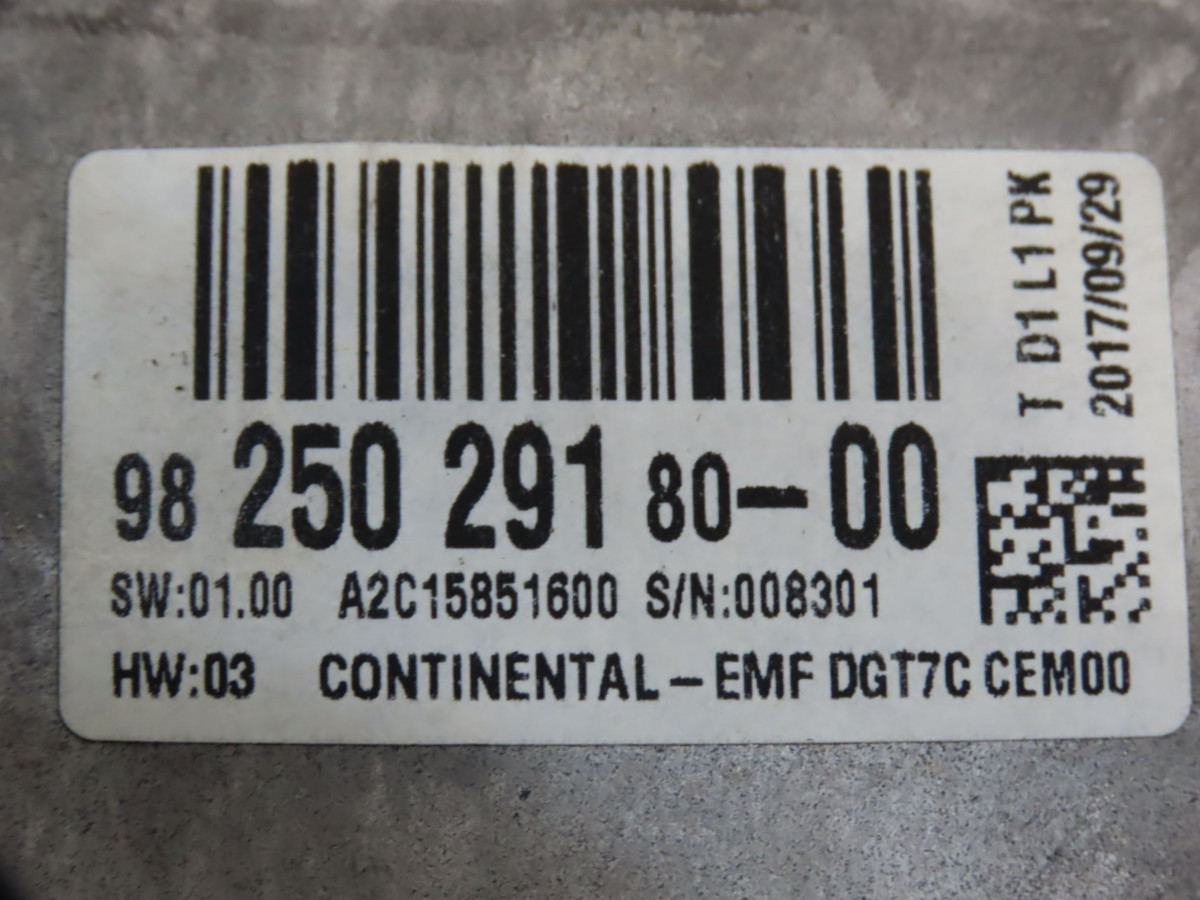 98 250 291 80-00
SW:01.00 A2C15851600 S/N:008301
HW:03 CONTINENTAL-EMF DGT7C CEM00
T D1 L1 PK
2017/09/29